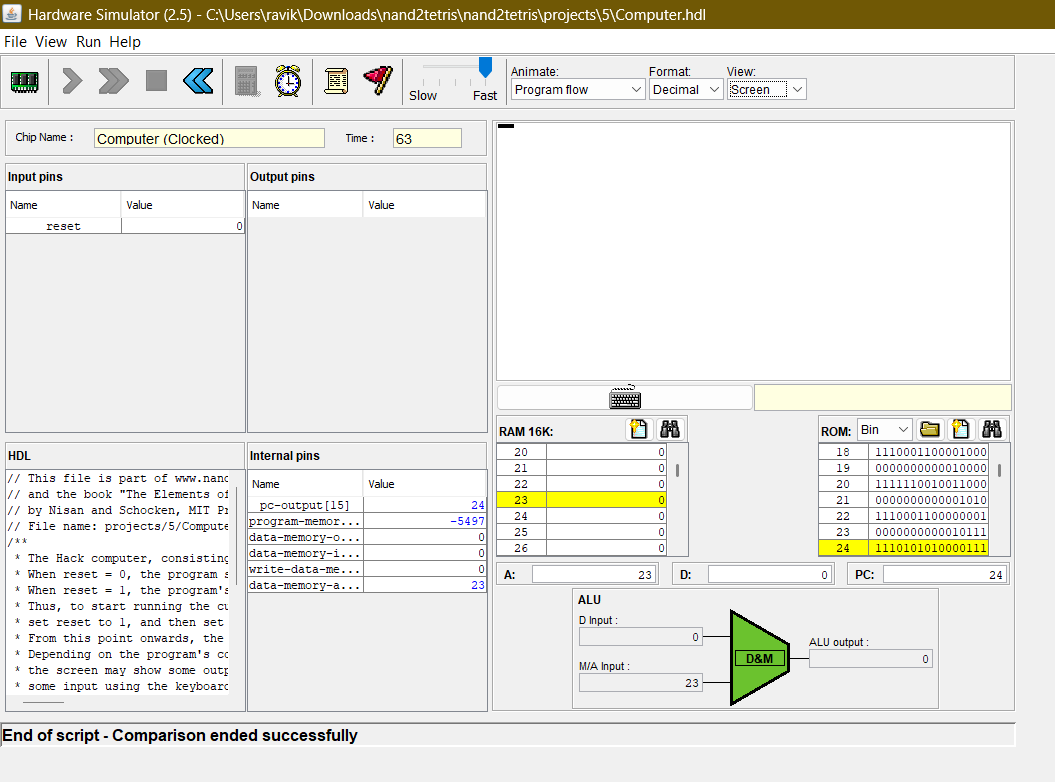 Hardware Simulator (2.5) - C:\Users\ravik\Downloads\nand2tetris\nand2tetris\projects\5\Computer.hdl
File View Run Help
Slow Fast
Animate:
Program flow
Format:
Decimal
View:
Screen
Chip Name :
Computer (Clocked)
Time :
63
Input pins
Name Value
reset 0
Output pins
Name Value
HDL
// This file is part of www.nand
// and the book "The Elements of
// by Nisan and Schocken, MIT Pr
// File name: projects/5/Compute
/**
* The Hack computer, consisting
* When reset = 0, the program s
* When reset = 1, the program's
* Thus, to start running the cu
* set reset to 1, and then set
* From this point onwards, the
* Depending on the program's co
* the screen may show some outp
* some input using the keyboard
Internal pins
Name Value
pc-output[15] 24
program-memor... -5497
data-memory-o... 0
data-memory-i... 0
write-data-me... 0
data-memory-a... 23
RAM 16K:
20 0
21 0
22 0
23 0
24 0
25 0
26 0
ROM: Bin
18 1110001100001000
19 0000000000010000
20 1111110010011000
21 0000000000001010
22 1110001100000001
23 0000000000010111
24 1110101010000111
A: 23
D: 0
PC: 24
ALU
D Input :
0
M/A Input :
23
D&M
ALU output :
0
End of script - Comparison ended successfully